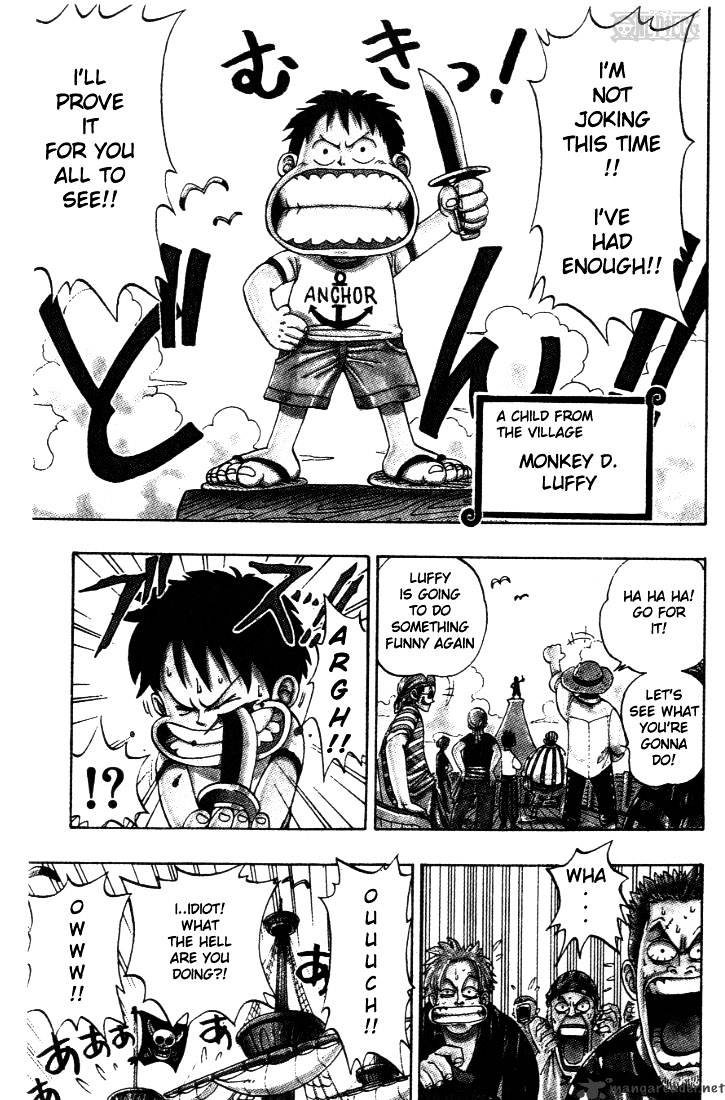 I'M
NOT
JOKING
THIS TIME
!!
I'VE
HAD
ENOUGH!!
むきっ!
I'LL
PROVE
IT
FOR YOU
ALL TO
SEE!!
ANCHOR
どん!!
A CHILD FROM
THE VILLAGE
MONKEY D.
LUFFY
HA HA HA!
GO FOR
IT!
LET'S
SEE WHAT
YOU'RE
GONNA
DO!
LUFFY
IS GOING
TO DO
SOMETHING
FUNNY AGAIN
ズズ!!
ARGH!!
!?
WHA
...
OUUUCH!!
I..IDIOT!
WHAT
THE HELL
ARE YOU
DOING?!
OWWW!!
あ
あああ
mangareader.net